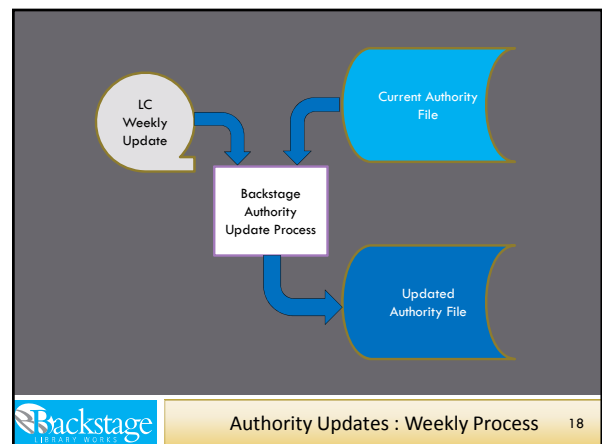 LC
Weekly
Update
Current Authority
File
Backstage
Authority
Update Process
Updated
Authority File
Backstage
LIBRARY WORKS
Authority Updates : Weekly Process 18